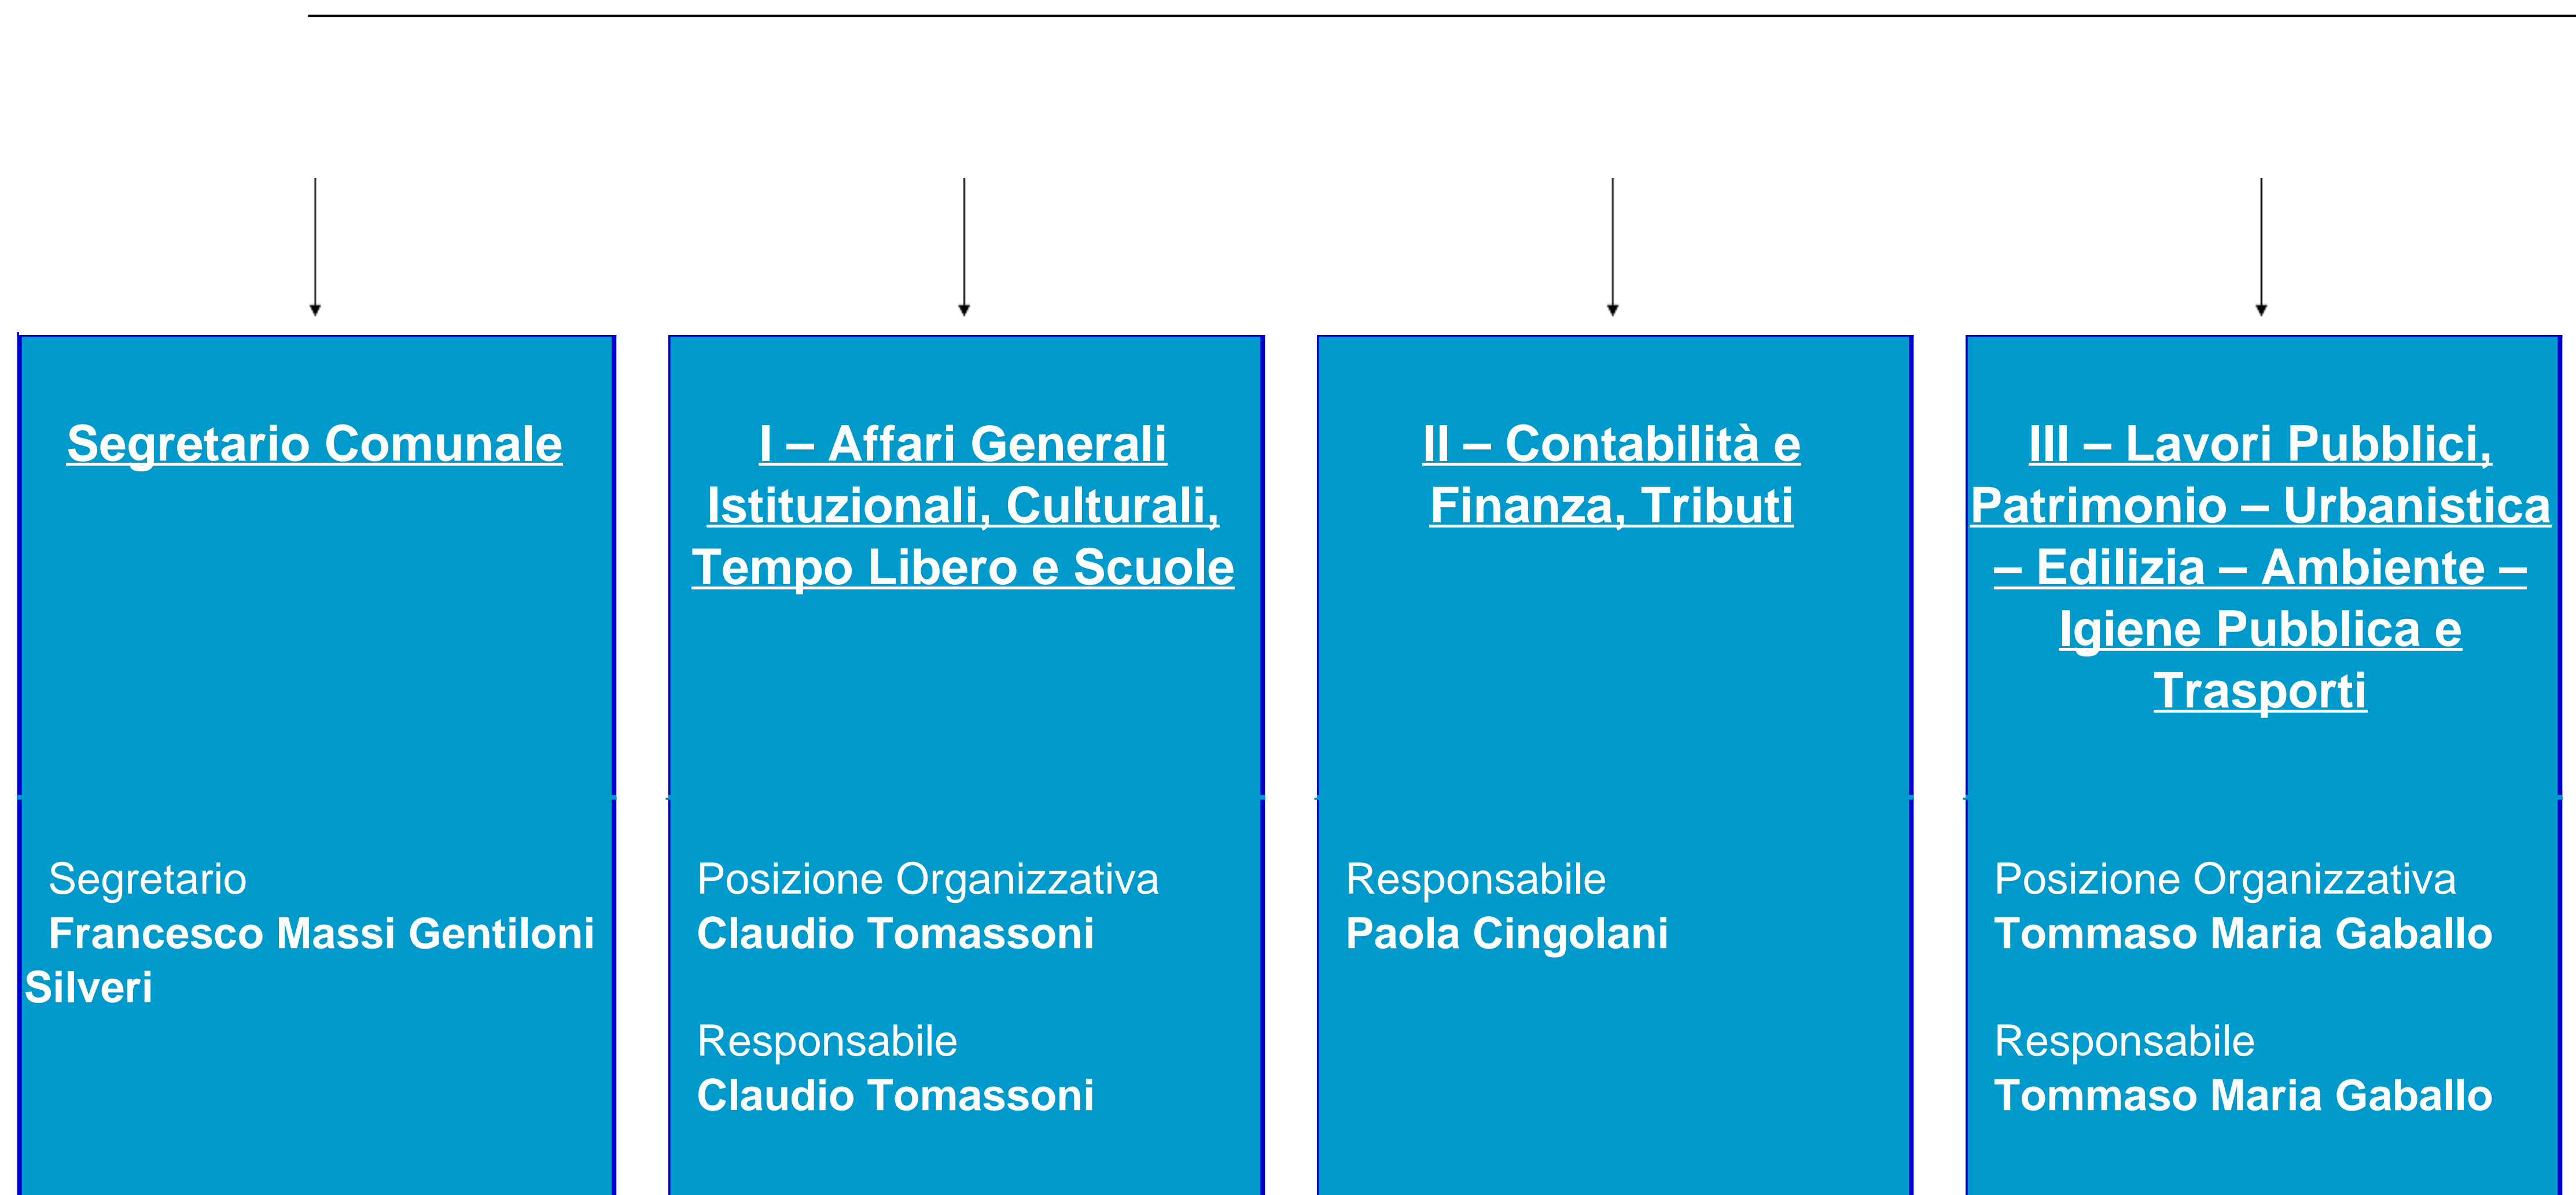 Segretario Comunale
Segretario
Francesco Massi Gentiloni
Silveri
I – Affari Generali
Istituzionali, Culturali,
Tempo Libero e Scuole
Posizione Organizzativa
Claudio Tomassoni
Responsabile
Claudio Tomassoni
II – Contabilità e
Finanza, Tributi
Responsabile
Paola Cingolani
III – Lavori Pubblici,
Patrimonio – Urbanistica
– Edilizia – Ambiente –
Igiene Pubblica e
Trasporti
Posizione Organizzativa
Tommaso Maria Gaballo
Responsabile
Tommaso Maria Gaballo